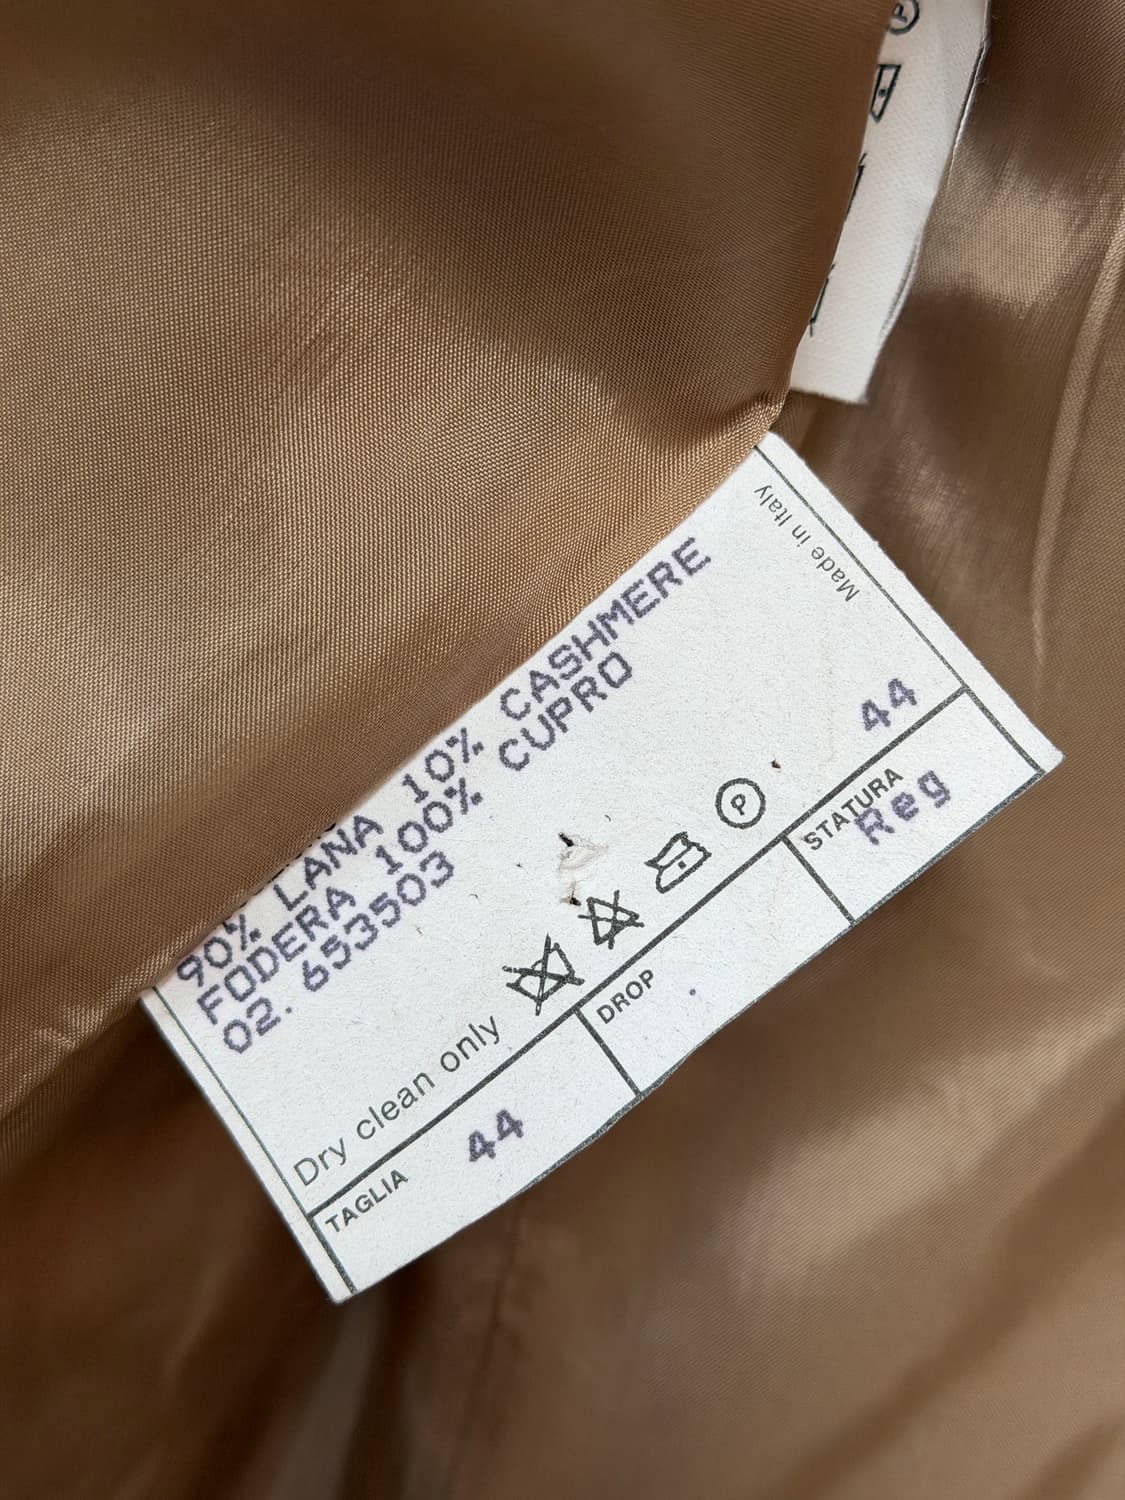 90% LANA 10% CASHMERE
FODERA 100% CUPRO
02. 653503
Made in Italy
44
Dry clean only
P
TAGLIA
44
DROP
STATURA
Reg
P